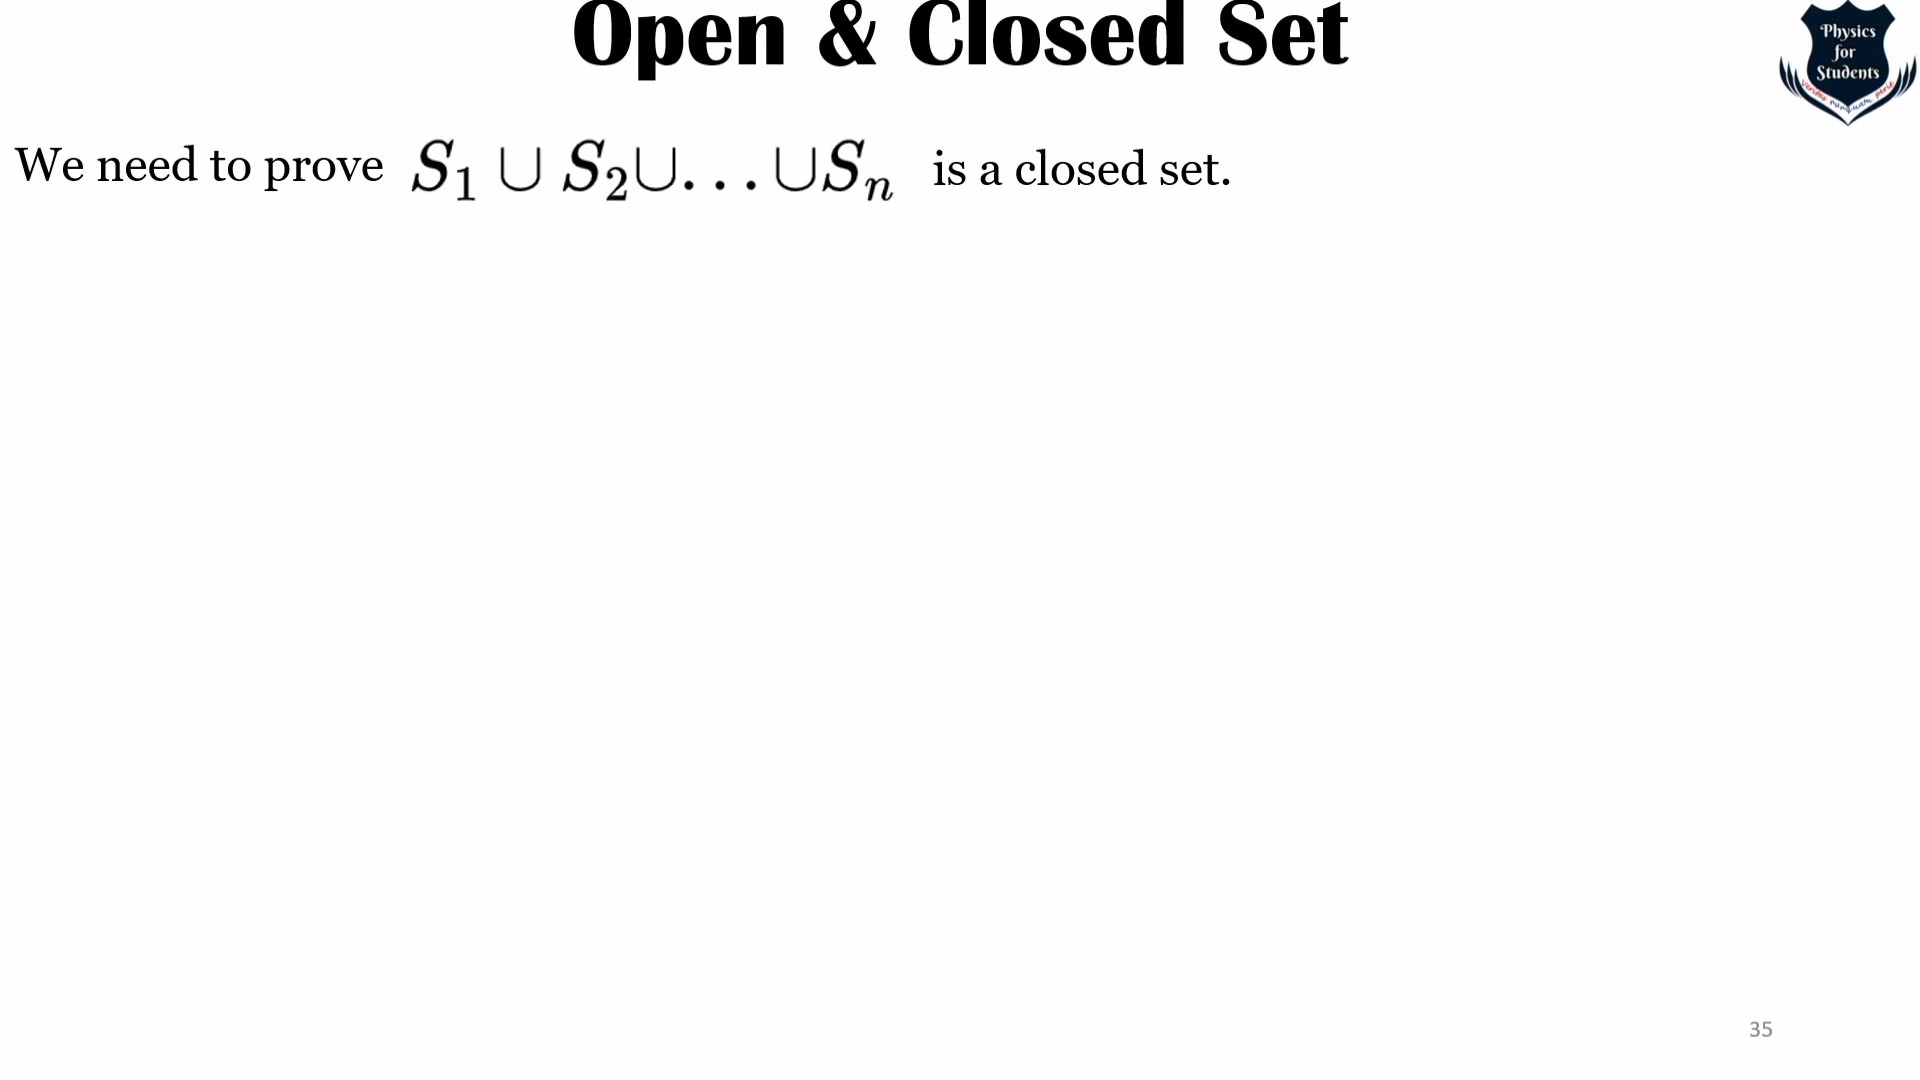 Open & Closed Set
Physics
for
Students
We need to prove S₁ ∪ S₂∪. . . ∪Sₙ is a closed set.
35